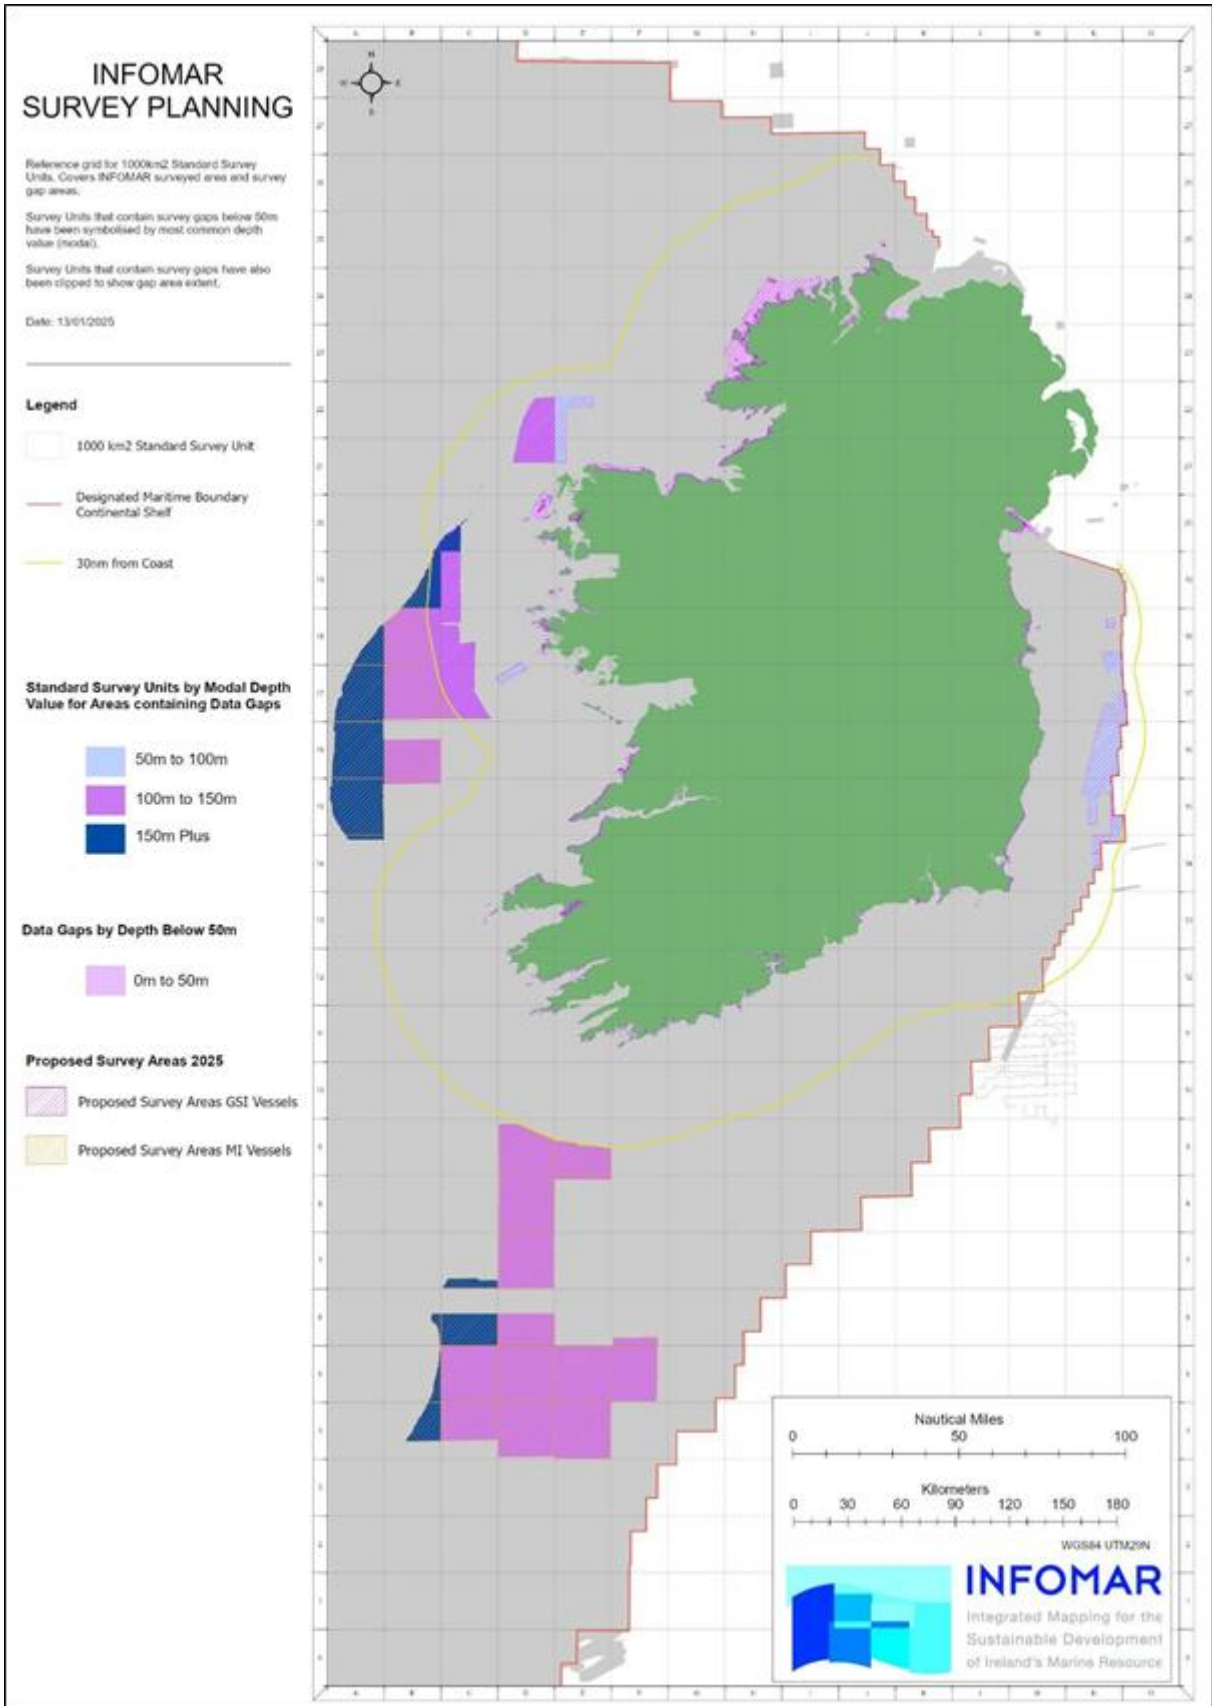 INFOMAR
SURVEY PLANNING
Reference grid for 1000km2 Standard Survey
Units. Covers INFOMAR surveyed area and survey
gap areas.
Survey Units that contain survey gaps below 50m
have been symbolised by most common depth
value (modal).
Survey Units that contain survey gaps have also
been clipped to show gap area extent.
Date: 13/01/2025
Legend
1000 km2 Standard Survey Unit
Designated Maritime Boundary
Continental Shelf
30nm from Coast
Standard Survey Units by Modal Depth
Value for Areas containing Data Gaps
50m to 100m
100m to 150m
150m Plus
Data Gaps by Depth Below 50m
0m to 50m
Proposed Survey Areas 2025
Proposed Survey Areas GSI Vessels
Proposed Survey Areas MI Vessels
N
W E
S
Nautical Miles
0 50 100
Kilometers
0 30 60 90 120 150 180
WGS84 UTM29N
INFOMAR
Integrated Mapping for the
Sustainable Development
of Ireland's Marine Resource